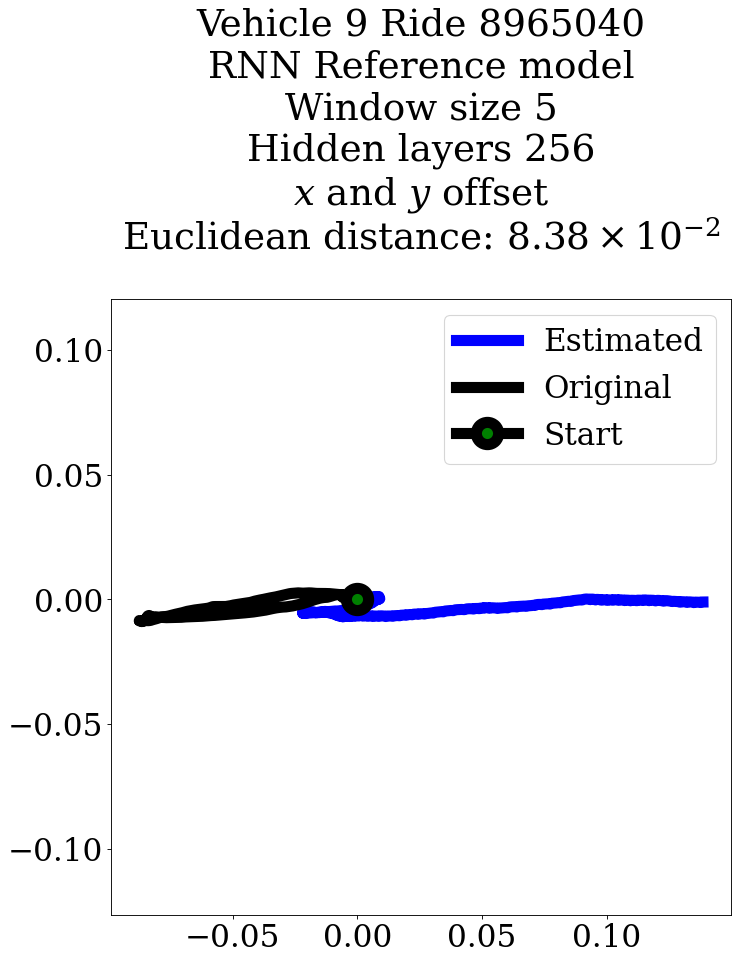 Vehicle 9 Ride 8965040
RNN Reference model
Window size 5
Hidden layers 256
x and y offset
Euclidean distance: 8.38 × 10⁻²
Estimated
Original
Start
0.10
0.05
0.00
−0.05
−0.10
−0.05 0.00 0.05 0.10